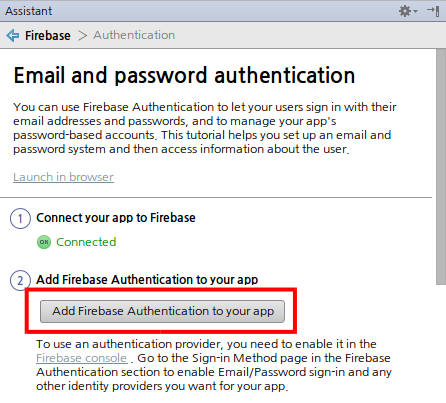 Assistant
Firebase > Authentication
Email and password authentication
You can use Firebase Authentication to let your users sign in with their
email addresses and passwords, and to manage your app's
password-based accounts. This tutorial helps you set up an email and
password system and then access information about the user.
Launch in browser
1 Connect your app to Firebase
ON Connected
2 Add Firebase Authentication to your app
Add Firebase Authentication to your app
To use an authentication provider, you need to enable it in the
Firebase console . Go to the Sign-in Method page in the Firebase
Authentication section to enable Email/Password sign-in and any
other identity providers you want for your app.